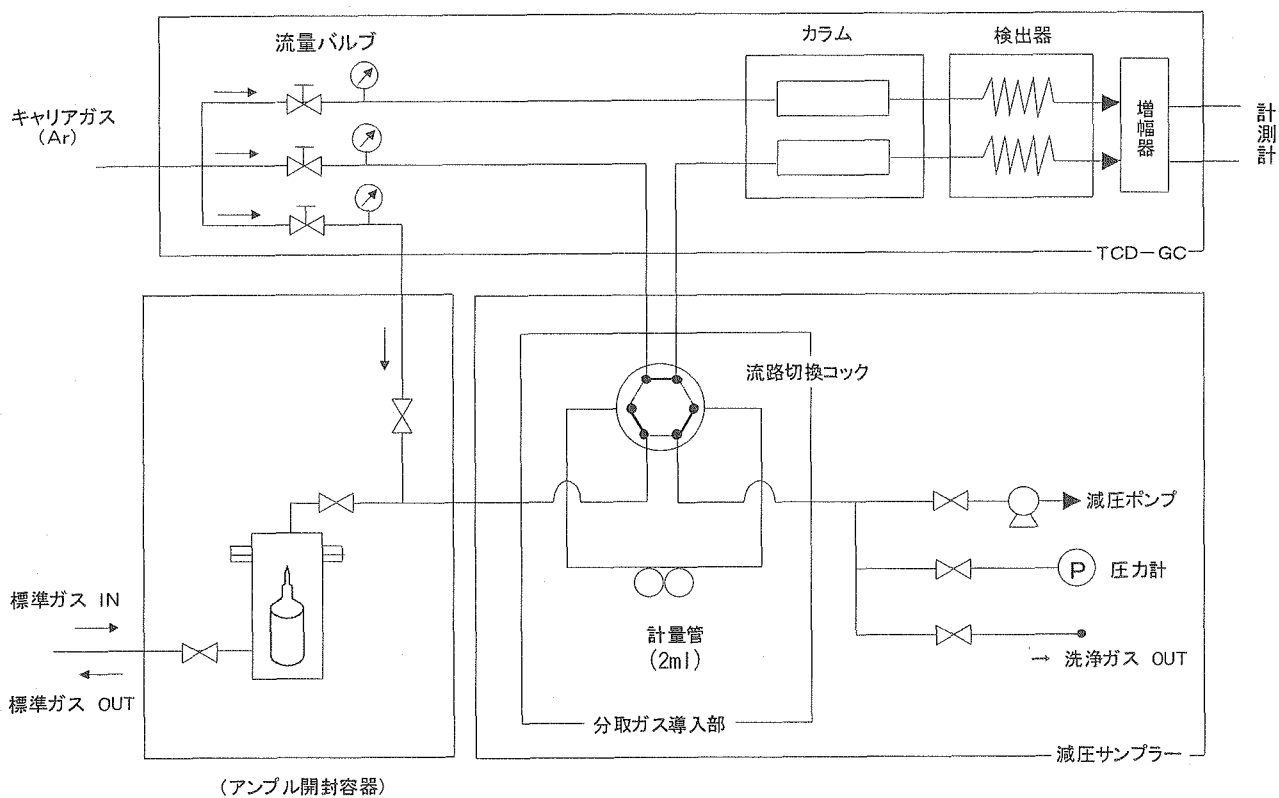 流量バルブ
カラム
検出器
キャリアガス
(Ar)
増幅器
計測計
TCD-GC
流路切換コック
減圧ポンプ
P
圧力計
標準ガス IN
標準ガス OUT
計量管
(2ml)
→ 洗浄ガス OUT
分取ガス導入部
減圧サンプラー
(アンプル開封容器)